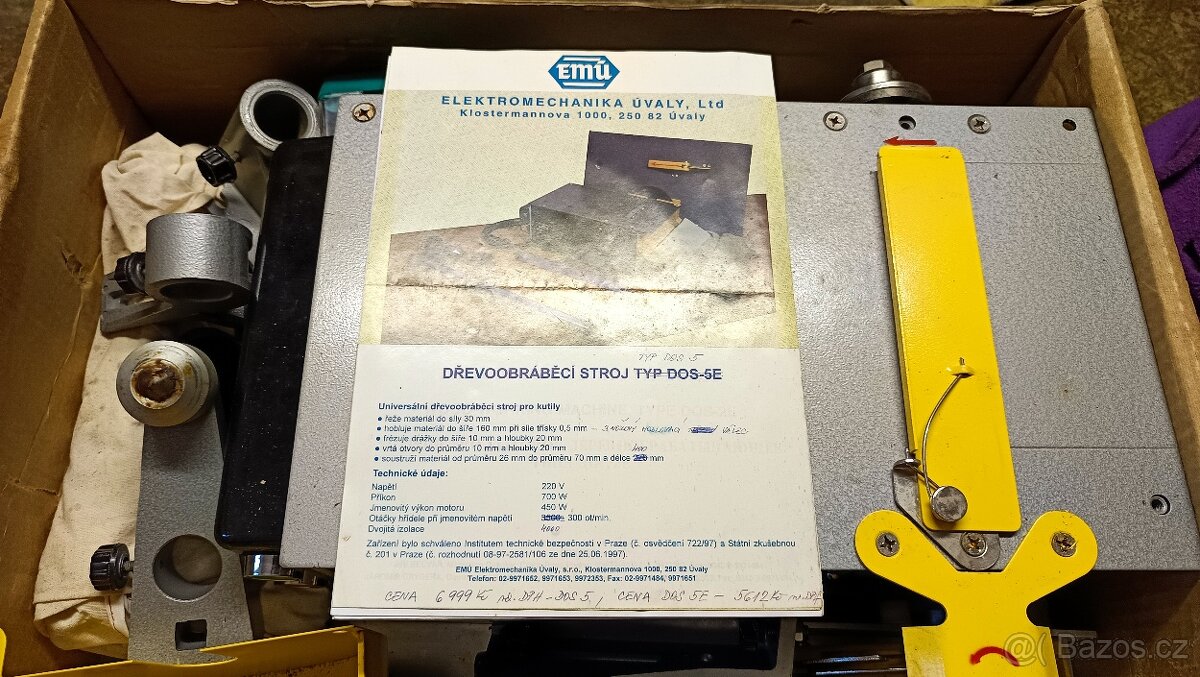 EMÚ
ELEKTROMECHANIKA ÚVALY, Ltd
Klostermannova 1000, 250 82 Úvaly
TYP DOS 5
DŘEVOOBRÁBĚCÍ STROJ TYP DOS-5E
Univerzální dřevoobráběcí stroj pro kutily
• řeže materiál do síly 30 mm
• hobluje materiál do šíře 160 mm při síle třísky 0,5 mm -
• frézuje drážky do šíře 10 mm a hloubky 20 mm
• vrtá otvory do průměru 10 mm a hloubky 20 mm
400
• soustruží materiál od průměru 26 mm do průměru 70 mm a délce mm
Technické údaje:
Napětí 220 V
Příkon 700 W
Jmenovitý výkon motoru 450 W
Otáčky hřídele při jmenovitém napětí ± 300 ot/min.
Dvojitá izolace 4000
Zařízení bylo schváleno Institutem technické bezpečnosti v Praze (č. osvědčení 722/97) a Státní zkušebnou
č. 201 v Praze (č. rozhodnutí 08-97-2581/106 ze dne 25.06.1997).
EMÚ Elektromechanika Úvaly, s.r.o., Klostermannova 1000, 250 82 Úvaly
Telefon: 02-9971652, 9971653, 9972353, Fax: 02-9971484, 9971651
CENA 6 999 Kč DPH - DOS 5, CENA DOS 5E - 5612 Kč
Bazos.cz